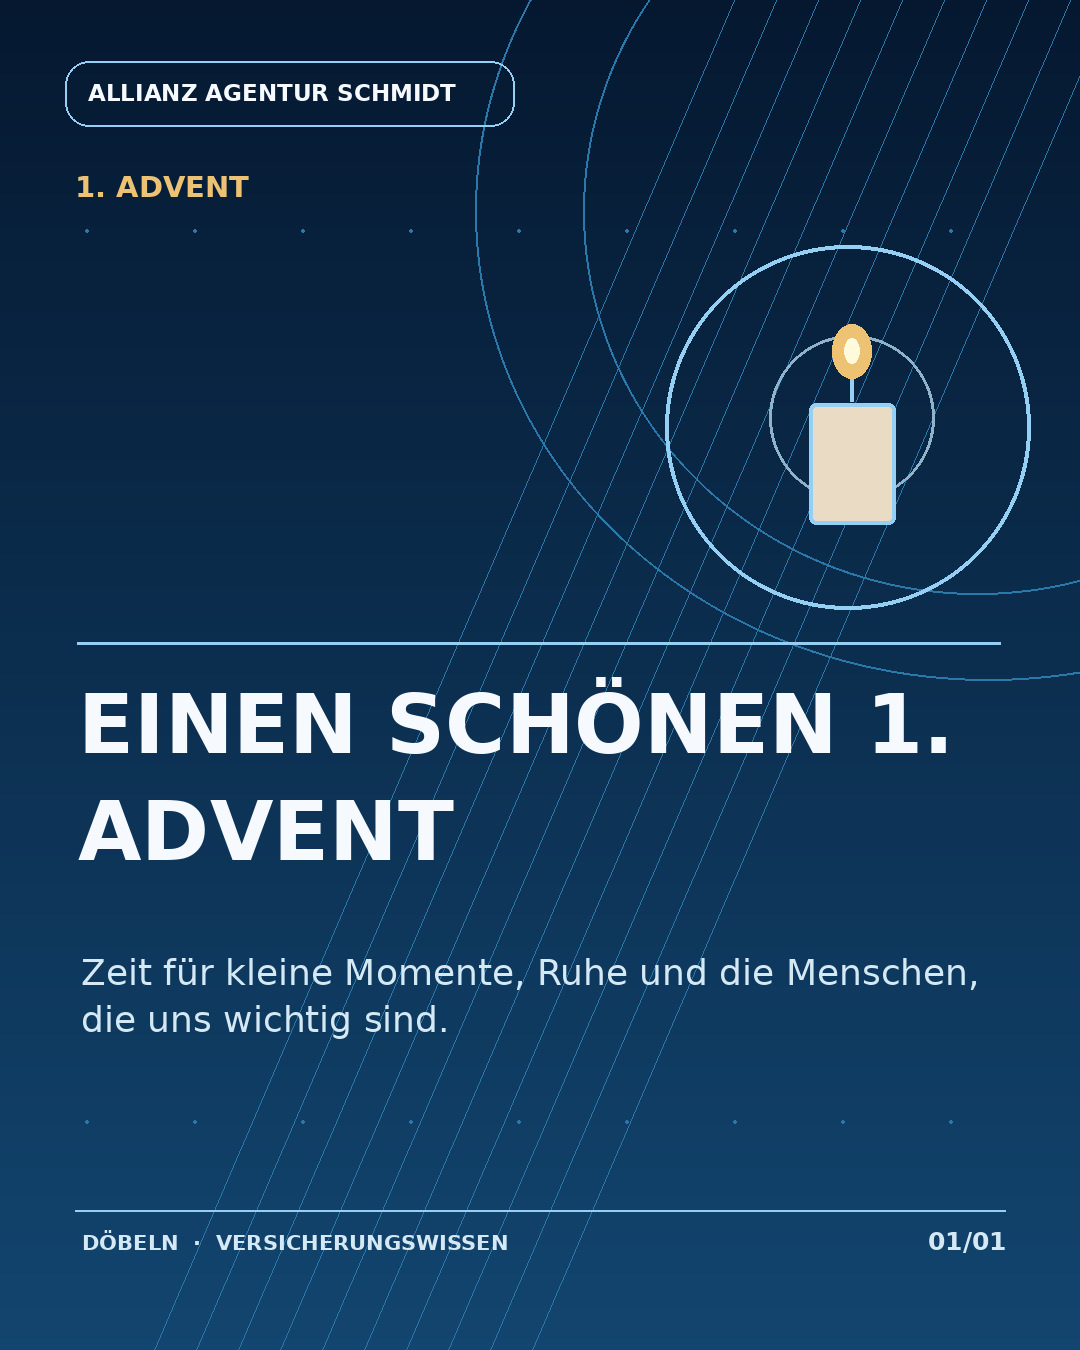 ALLIANZ AGENTUR SCHMIDT
1. ADVENT
EINEN SCHÖNEN 1.
ADVENT
Zeit für kleine Momente, Ruhe und die Menschen,
die uns wichtig sind.
DÖBELN · VERSICHERUNGSWISSEN
01/01